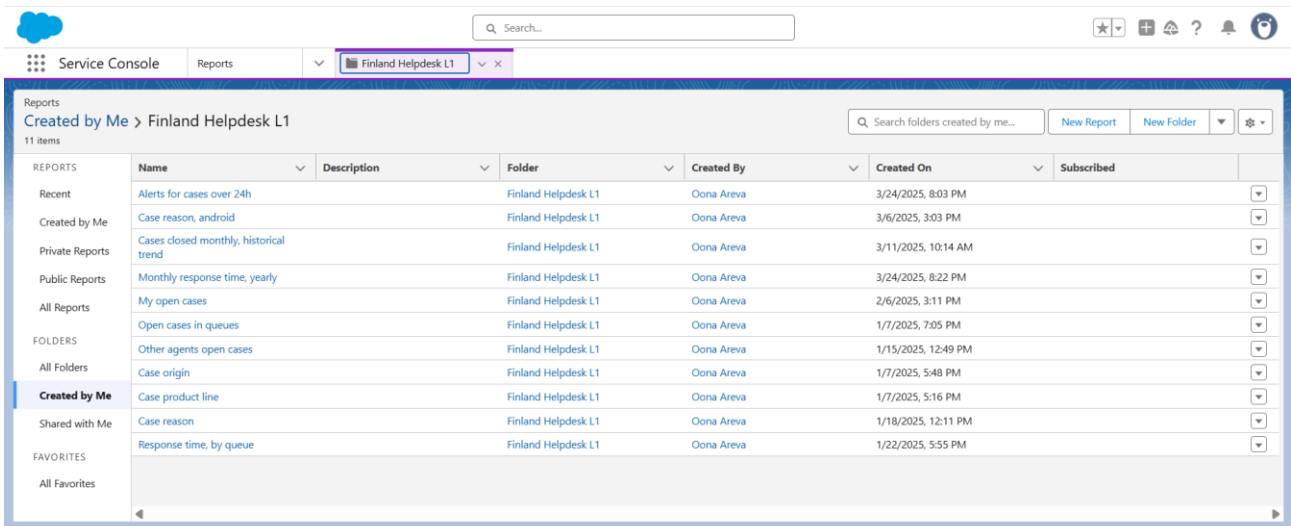 Search...
Service Console Reports Finland Helpdesk L1
Reports
Created by Me > Finland Helpdesk L1
11 items
Search folders created by me... New Report New Folder
REPORTS
Recent
Created by Me
Private Reports
Public Reports
All Reports
FOLDERS
All Folders
Created by Me
Shared with Me
FAVORITES
All Favorites
Name Description Folder Created By Created On Subscribed
Alerts for cases over 24h Finland Helpdesk L1 Oona Areva 3/24/2025, 8:03 PM
Case reason, android Finland Helpdesk L1 Oona Areva 3/6/2025, 3:03 PM
Cases closed monthly, historical
trend Finland Helpdesk L1 Oona Areva 3/11/2025, 10:14 AM
Monthly response time, yearly Finland Helpdesk L1 Oona Areva 3/24/2025, 8:22 PM
My open cases Finland Helpdesk L1 Oona Areva 2/6/2025, 3:11 PM
Open cases in queues Finland Helpdesk L1 Oona Areva 1/7/2025, 7:05 PM
Other agents open cases Finland Helpdesk L1 Oona Areva 1/15/2025, 12:49 PM
Case origin Finland Helpdesk L1 Oona Areva 1/7/2025, 5:48 PM
Case product line Finland Helpdesk L1 Oona Areva 1/7/2025, 5:16 PM
Case reason Finland Helpdesk L1 Oona Areva 1/18/2025, 12:11 PM
Response time, by queue Finland Helpdesk L1 Oona Areva 1/22/2025, 5:55 PM